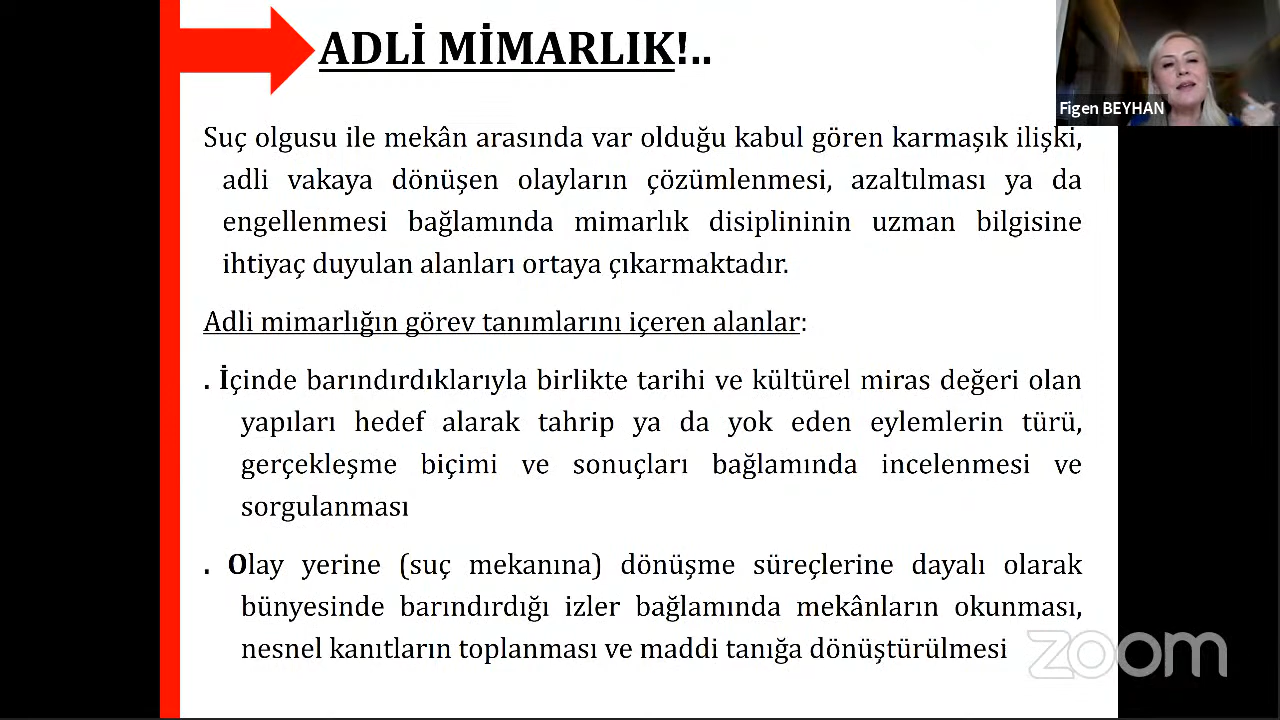 ADLİ MİMARLIK!..
Figen BEYHAN
Suç olgusu ile mekân arasında var olduğu kabul gören karmaşık ilişki,
adli vakaya dönüşen olayların çözümlenmesi, azaltılması ya da
engellenmesi bağlamında mimarlık disiplininin uzman bilgisine
ihtiyaç duyulan alanları ortaya çıkarmaktadır.
Adli mimarlığın görev tanımlarını içeren alanlar:
. İçinde barındırdıklarıyla birlikte tarihi ve kültürel miras değeri olan
yapıları hedef alarak tahrip ya da yok eden eylemlerin türü,
gerçekleşme biçimi ve sonuçları bağlamında incelenmesi ve
sorgulanması
. Olay yerine (suç mekanına) dönüşme süreçlerine dayalı olarak
bünyesinde barındırdığı izler bağlamında mekânların okunması,
nesnel kanıtların toplanması ve maddi tanığa dönüştürülmesi
zoom